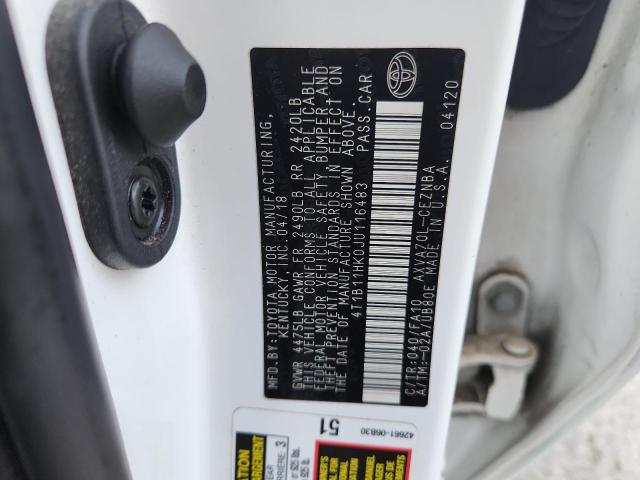 MFD.BY:TOYOTA MOTOR MANUFACTURING,
KENTUCKY, INC. 04/18
GVWR 4475LB GAWR FR 2490LB RR 2420LB
THIS VEHICLE CONFORMS TO ALL APPLICABLE
FEDERAL MOTOR VEHICLE SAFETY, BUMPER, AND
THEFT PREVENTION STANDARDS IN EFFECT ON
THE DATE OF MANUFACTURE SHOWN ABOVE.
4T1B11HK0JU116483 PASS.CAR
C/TR:040/FA10 AXVA70L-CEZNBA
A/TM:-02A/UB80E MADE IN U.S.A.
04120
51
42661-06B30
ARRIERE 3